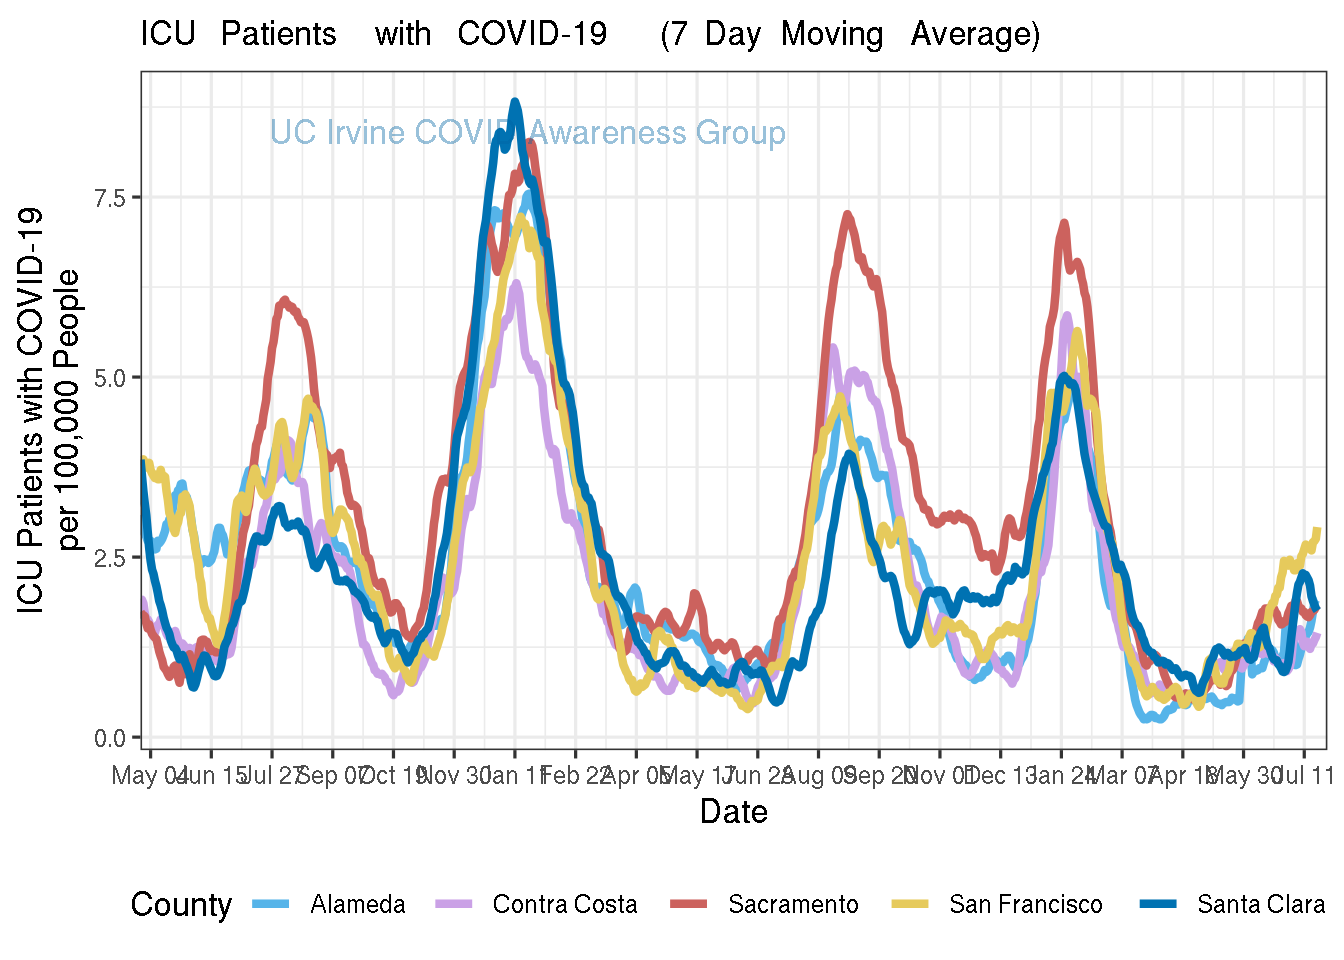 ICU Patients with COVID-19 (7 Day Moving Average)
UC Irvine COVID Awareness Group
ICU Patients with COVID-19
per 100,000 People
7.5
5.0
2.5
0.0
May 04 Jun 15 Jul 27 Sep 07 Oct 19 Nov 30 Jan 11 Feb 22 Apr 05 May 17 Jun 28 Aug 09 Sep 20 Nov 01 Dec 13 Jan 24 Mar 07 Apr 18 May 30 Jul 11
Date
County Alameda Contra Costa Sacramento San Francisco Santa Clara